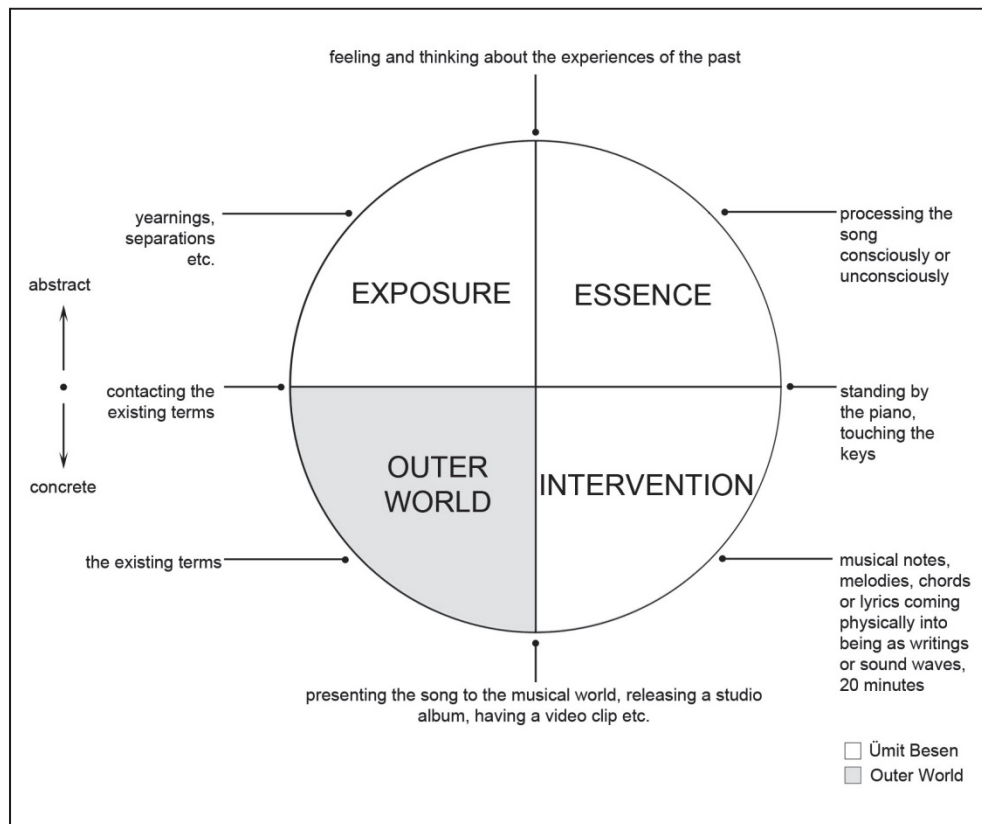 feeling and thinking about the experiences of the past
yearnings,
separations
etc.
processing the
song
consciously or
unconsciously
abstract
EXPOSURE
ESSENCE
contacting the
existing terms
standing by
the piano,
touching the
keys
concrete
OUTER
WORLD
INTERVENTION
the existing terms
musical notes,
melodies, chords
or lyrics coming
physically into
being as writings
or sound waves,
20 minutes
presenting the song to the musical world, releasing a studio
album, having a video clip etc.
Ümit Besen
Outer World